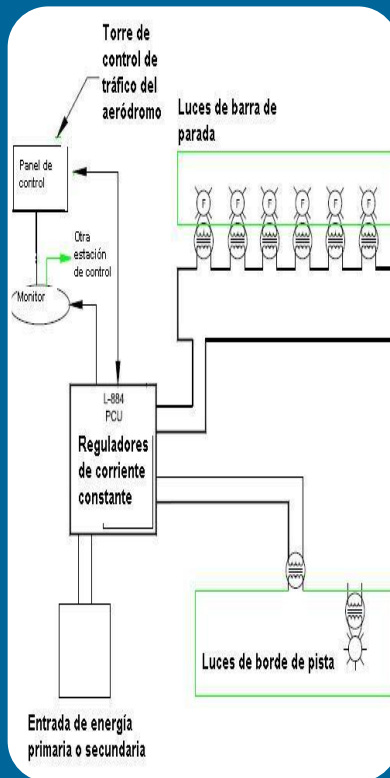 Torre de
control de
tráfico del
aeródromo
Luces de barra de
parada
Panel de
control
F F F F F F
Otra
estación
de control
Monitor
L-884
PCU
Reguladores
de corriente
constante
Luces de borde de pista
Entrada de energía
primaria o secundaria